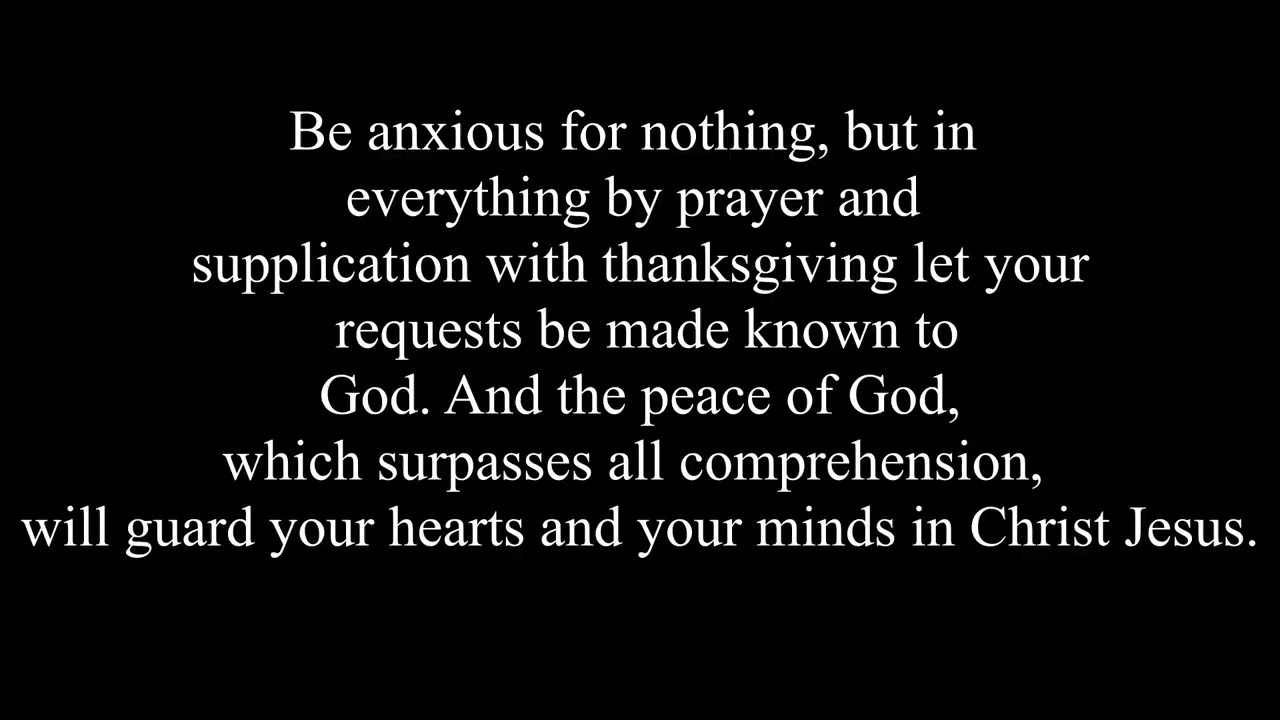 Be anxious for nothing, but in
everything by prayer and
supplication with thanksgiving let your
requests be made known to
God. And the peace of God,
which surpasses all comprehension,
will guard your hearts and your minds in Christ Jesus.